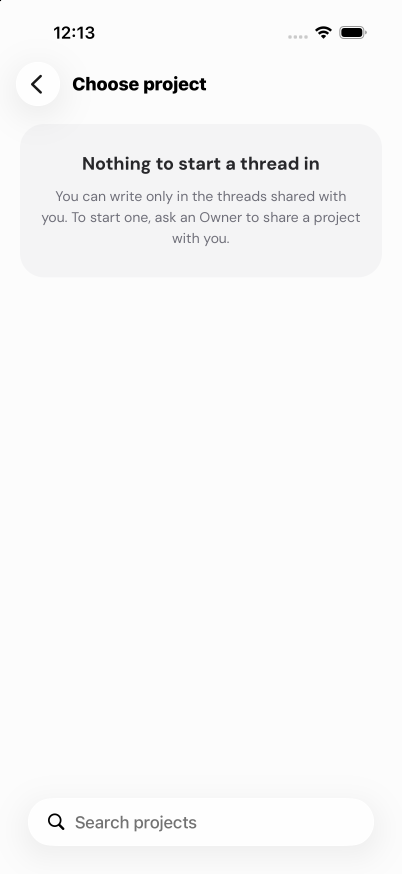 12:13
Choose project
Nothing to start a thread in
You can write only in the threads shared with
you. To start one, ask an Owner to share a project
with you.
Search projects